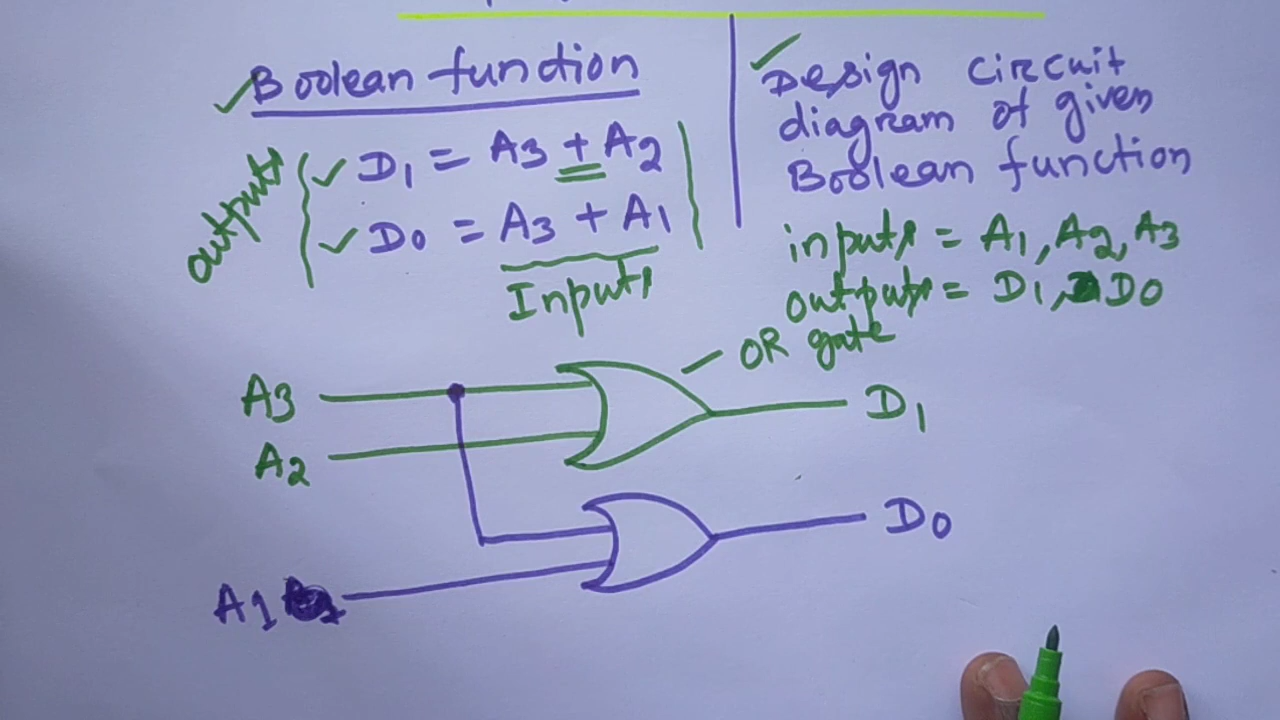 Boolean function
D1 = A3 + A2
D0 = A3 + A1
outputs
Inputs
Design circuit
diagram of given
Boolean function
inputs = A1, A2, A3
outputs = D1, D0
OR gate
A3
A2
D1
A1
D0